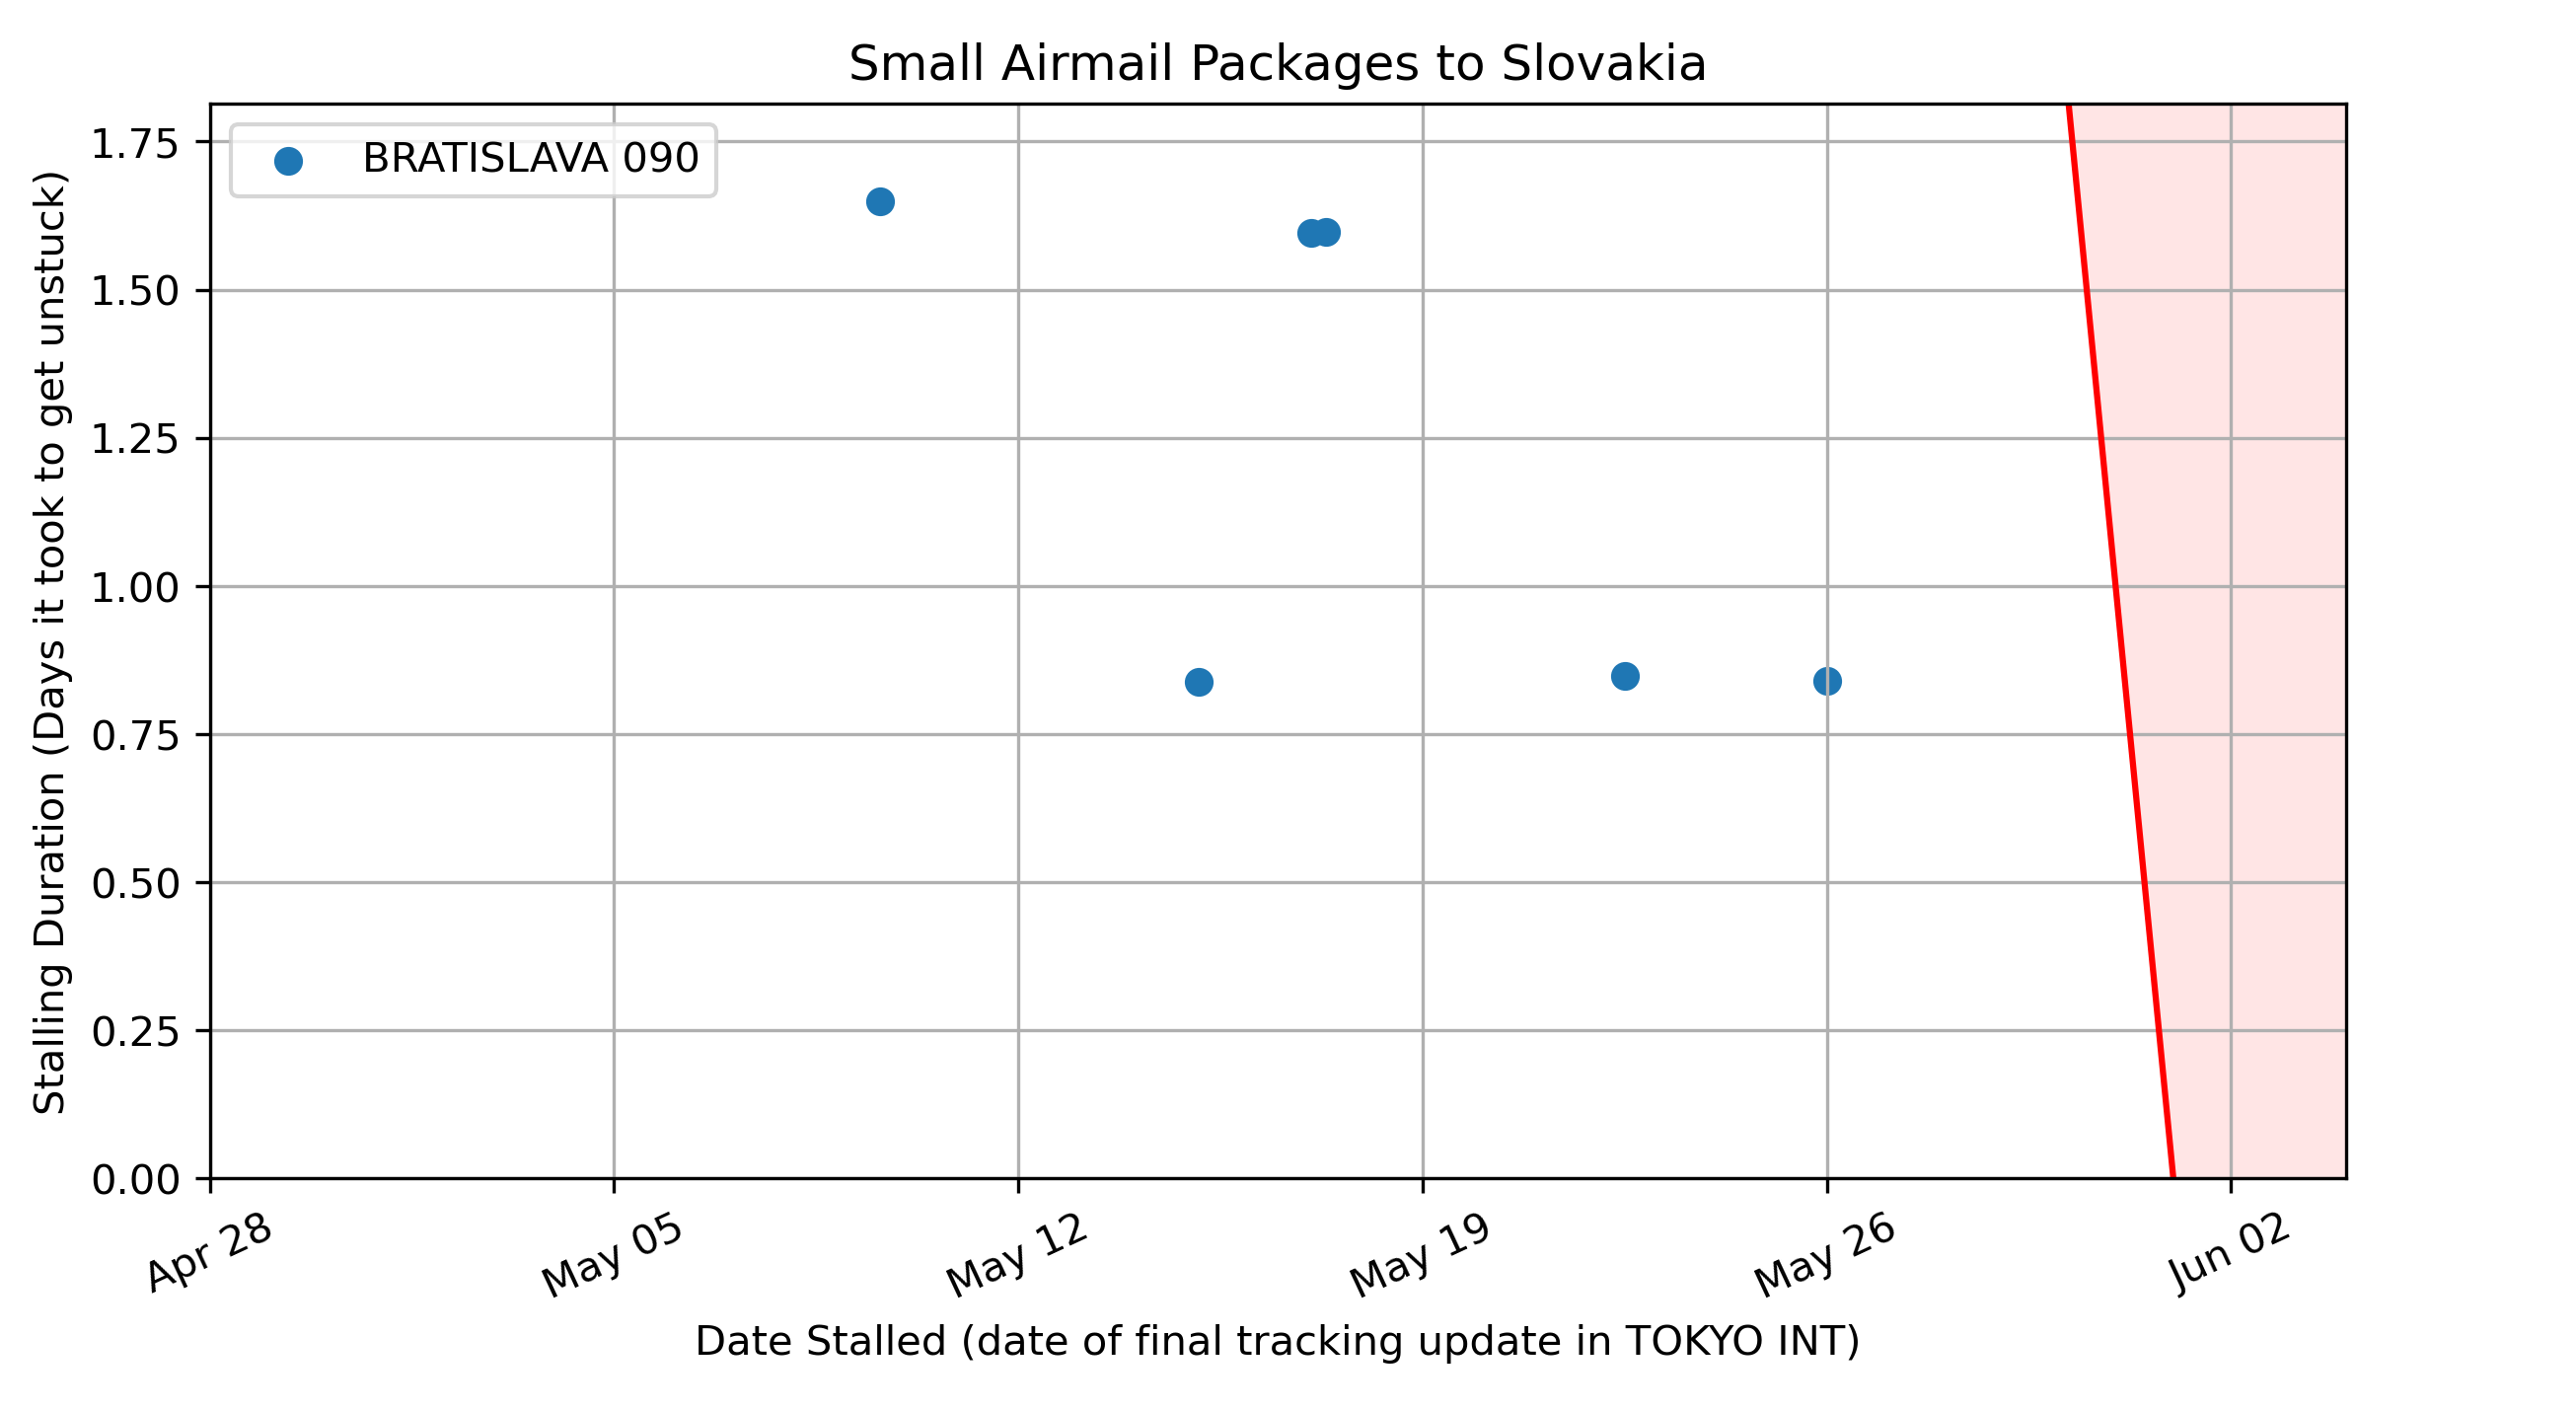 Small Airmail Packages to Slovakia
BRATISLAVA 090
Stalling Duration (Days it took to get unstuck)
1.75
1.50
1.25
1.00
0.75
0.50
0.25
0.00
Apr 28
May 05
May 12
May 19
May 26
Jun 02
Date Stalled (date of final tracking update in TOKYO INT)